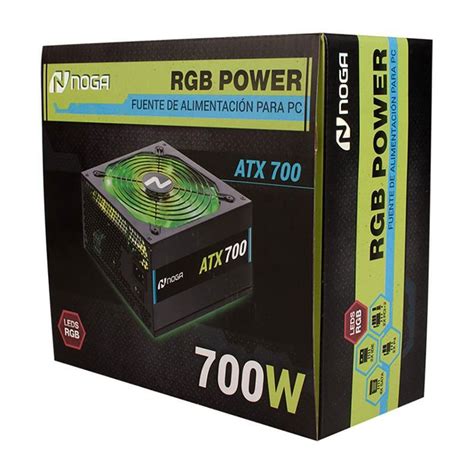 NOGA
RGB POWER
FUENTE DE ALIMENTACIÓN PARA PC
ATX 700
NOGA
ATX 700
LEDS
RGB
700W
NOGA
RGB POWER
FUENTE DE ALIMENTACIÓN PARA PC
LEDS
RGB